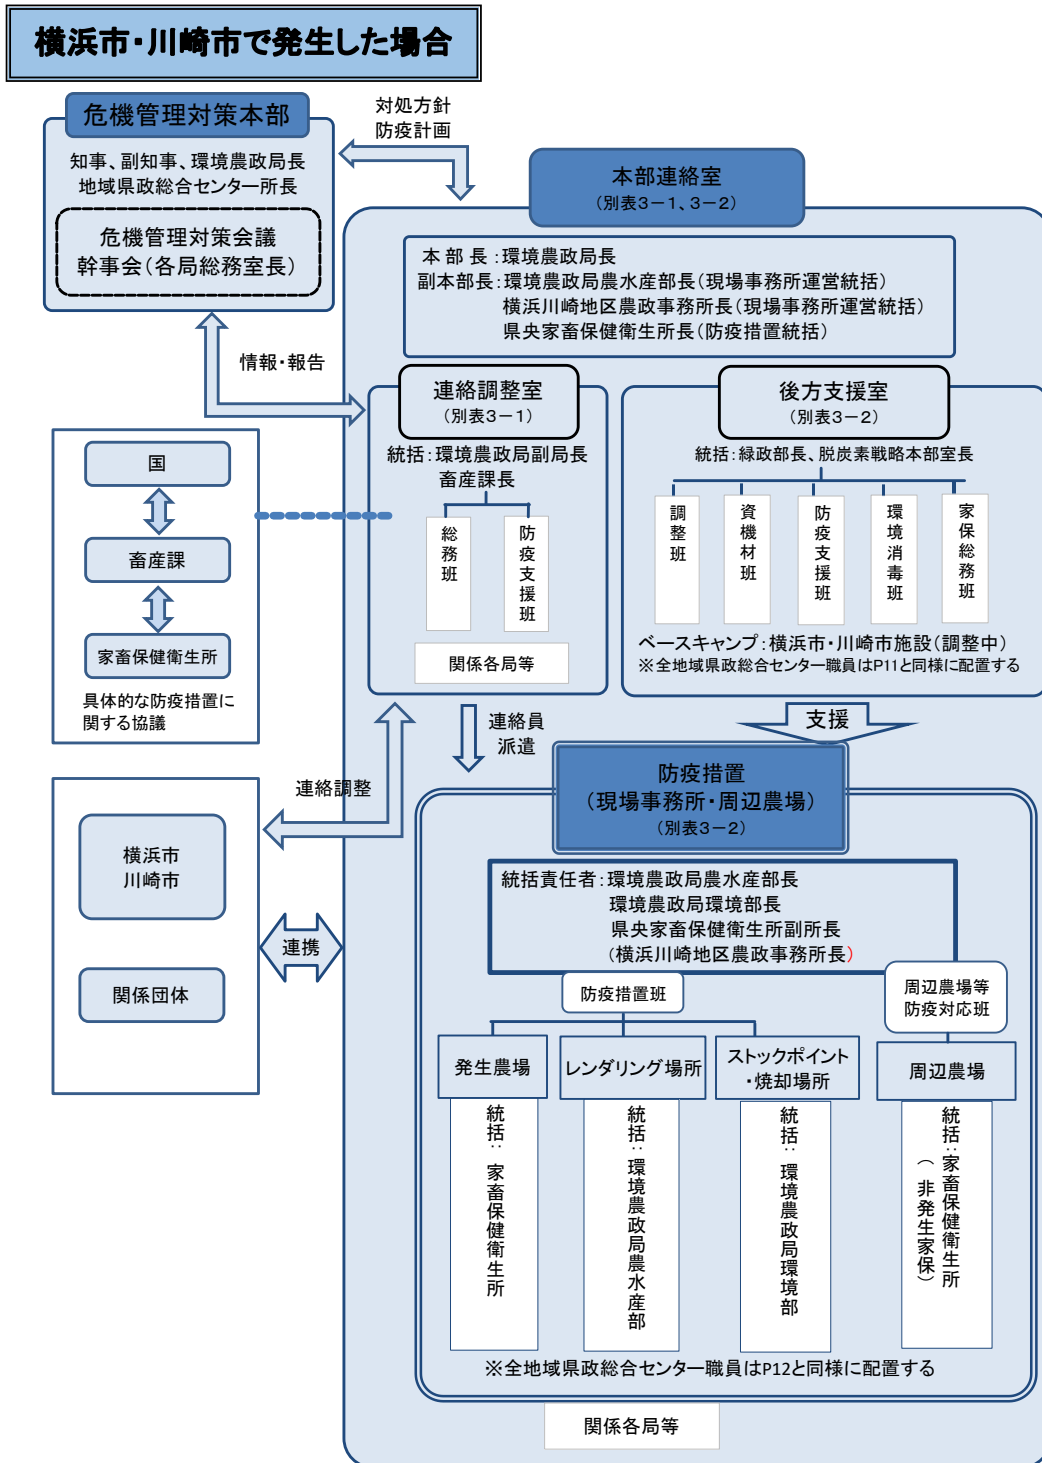 横浜市・川崎市で発生した場合
危機管理対策本部
知事、副知事、環境農政局長
地域県政総合センター所長
危機管理対策会議
幹事会(各局総務室長)
対処方針
防疫計画
本部連絡室
(別表3-1、3-2)
本部長:環境農政局長
副本部長:環境農政局農水産部長(現場事務所運営統括)
横浜川崎地区農政事務所長(現場事務所運営統括)
県央家畜保健衛生所長(防疫措置統括)
情報・報告
連絡調整室
(別表3-1)
統括:環境農政局副局長
畜産課長
総務班
防疫支援班
関係各局等
後方支援室
(別表3-2)
統括:緑政部長、脱炭素戦略本部室長
調整班
資機材班
防疫支援班
環境消毒班
家保総務班
ベースキャンプ:横浜市・川崎市施設(調整中)
※全地域県政総合センター職員はP11と同様に配置する
国
畜産課
家畜保健衛生所
具体的な防疫措置に
関する協議
連絡員
派遣
支援
連絡調整
横浜市
川崎市
関係団体
連携
防疫措置
(現場事務所・周辺農場)
(別表3-2)
統括責任者:環境農政局農水産部長
環境農政局環境部長
県央家畜保健衛生所副所長
(横浜川崎地区農政事務所長)
防疫措置班
周辺農場等
防疫対応班
発生農場
レンダリング場所
ストックポイント
・焼却場所
周辺農場
統括:家畜保健衛生所
統括:環境農政局農水産部
統括:環境農政局環境部
統括:家畜保健衛生所
(非発生家保)
※全地域県政総合センター職員はP12と同様に配置する
関係各局等